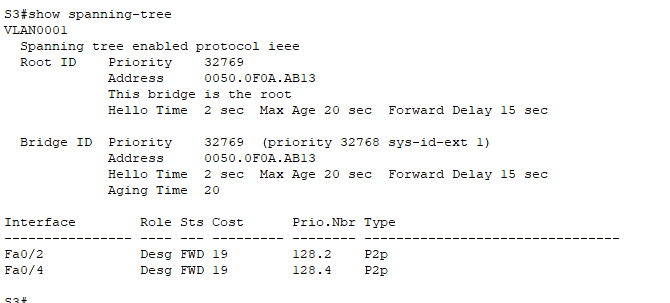 S3#show spanning-tree
VLAN0001
  Spanning tree enabled protocol ieee
  Root ID    Priority    32769
             Address     0050.0F0A.AB13
             This bridge is the root
             Hello Time  2 sec  Max Age 20 sec  Forward Delay 15 sec

  Bridge ID  Priority    32769  (priority 32768 sys-id-ext 1)
             Address     0050.0F0A.AB13
             Hello Time  2 sec  Max Age 20 sec  Forward Delay 15 sec
             Aging Time  20

Interface        Role Sts Cost      Prio.Nbr Type
---------------- ---- --- --------- -------- --------------------------------
Fa0/2            Desg FWD 19        128.2    P2p
Fa0/4            Desg FWD 19        128.4    P2p

S3#